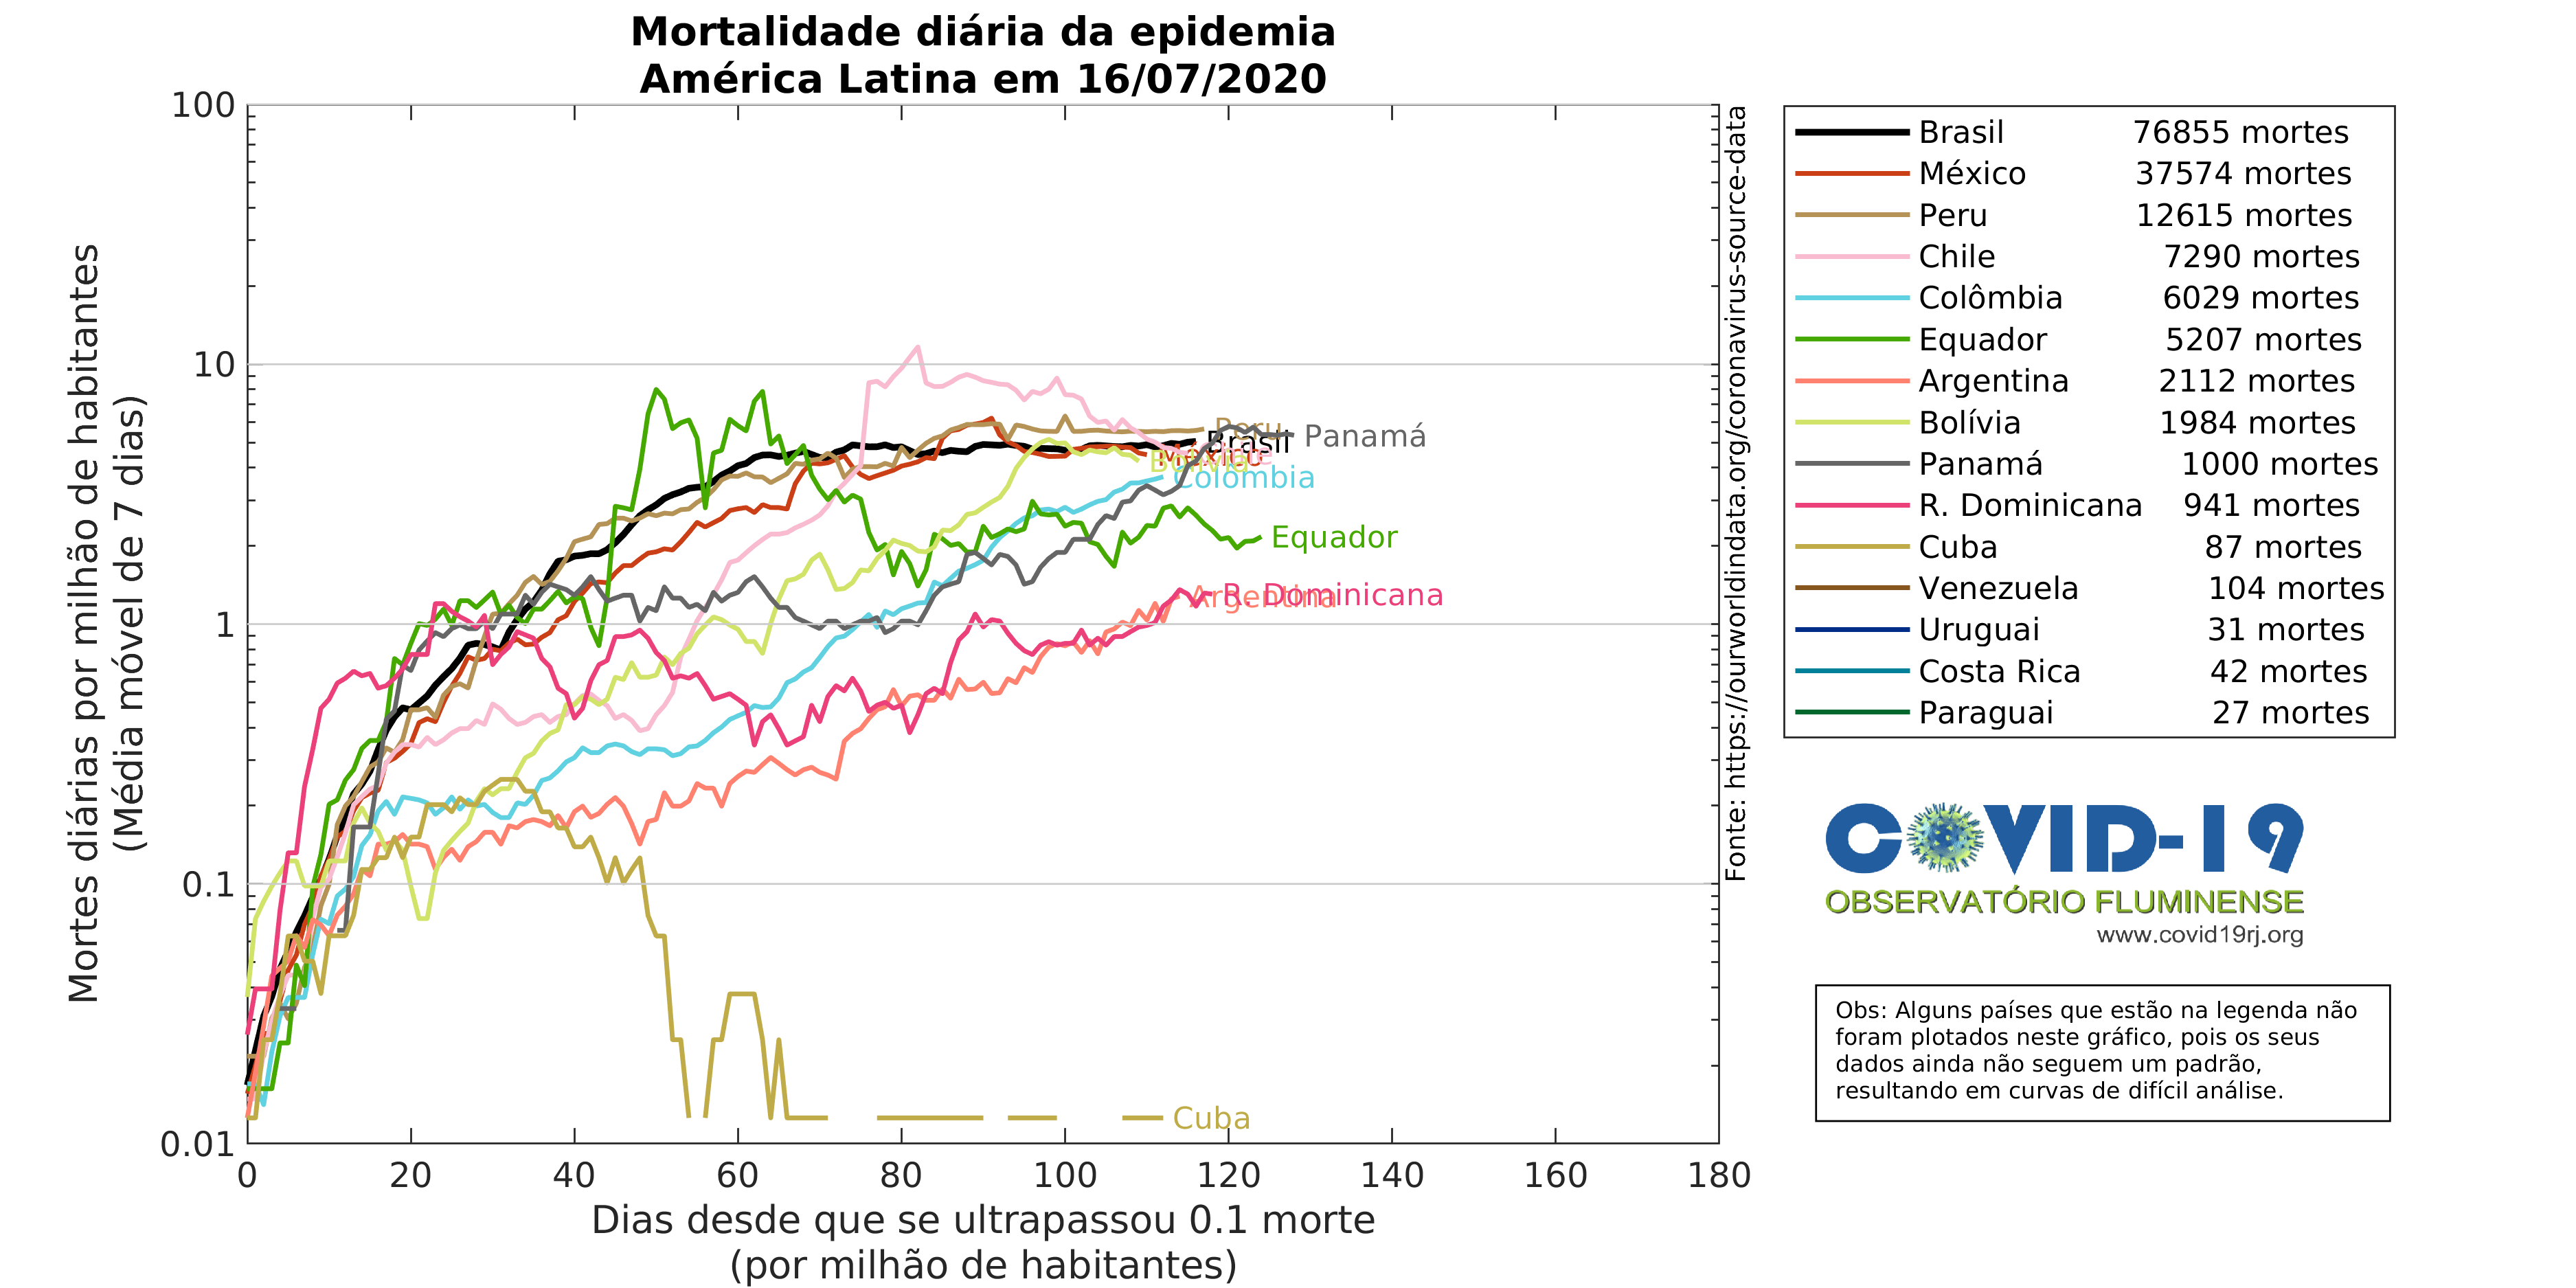 Mortalidade diária da epidemia
América Latina em 16/07/2020
Mortes diárias por milhão de habitantes
(Média móvel de 7 dias)
100
10
1
0.1
0.01
0 20 40 60 80 100 120 140 160 180
Dias desde que se ultrapassou 0.1 morte
(por milhão de habitantes)
Peru
Panamá
Brasil
Chile
México
Bolívia
Colômbia
Equador
Argentina
R. Dominicana
Cuba
Fonte: https://ourworldindata.org/coronavirus-source-data
Brasil 76855 mortes
México 37574 mortes
Peru 12615 mortes
Chile 7290 mortes
Colômbia 6029 mortes
Equador 5207 mortes
Argentina 2112 mortes
Bolívia 1984 mortes
Panamá 1000 mortes
R. Dominicana 941 mortes
Cuba 87 mortes
Venezuela 104 mortes
Uruguai 31 mortes
Costa Rica 42 mortes
Paraguai 27 mortes
COVID-19
OBSERVATÓRIO FLUMINENSE
www.covid19rj.org
Obs: Alguns países que estão na legenda não
foram plotados neste gráfico, pois os seus
dados ainda não seguem um padrão,
resultando em curvas de difícil análise.